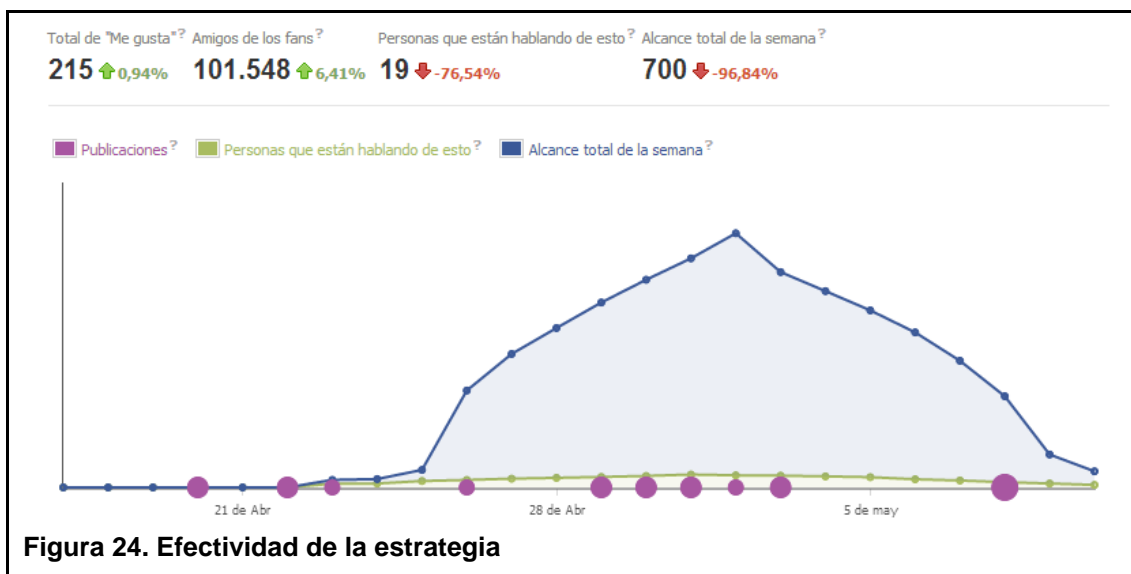 Total de "Me gusta"? Amigos de los fans? Personas que están hablando de esto? Alcance total de la semana?
215 0,94% 101.548 6,41% 19 -76,54% 700 -96,84%
Publicaciones? Personas que están hablando de esto? Alcance total de la semana?
21 de Abr 28 de Abr 5 de may
Figura 24. Efectividad de la estrategia